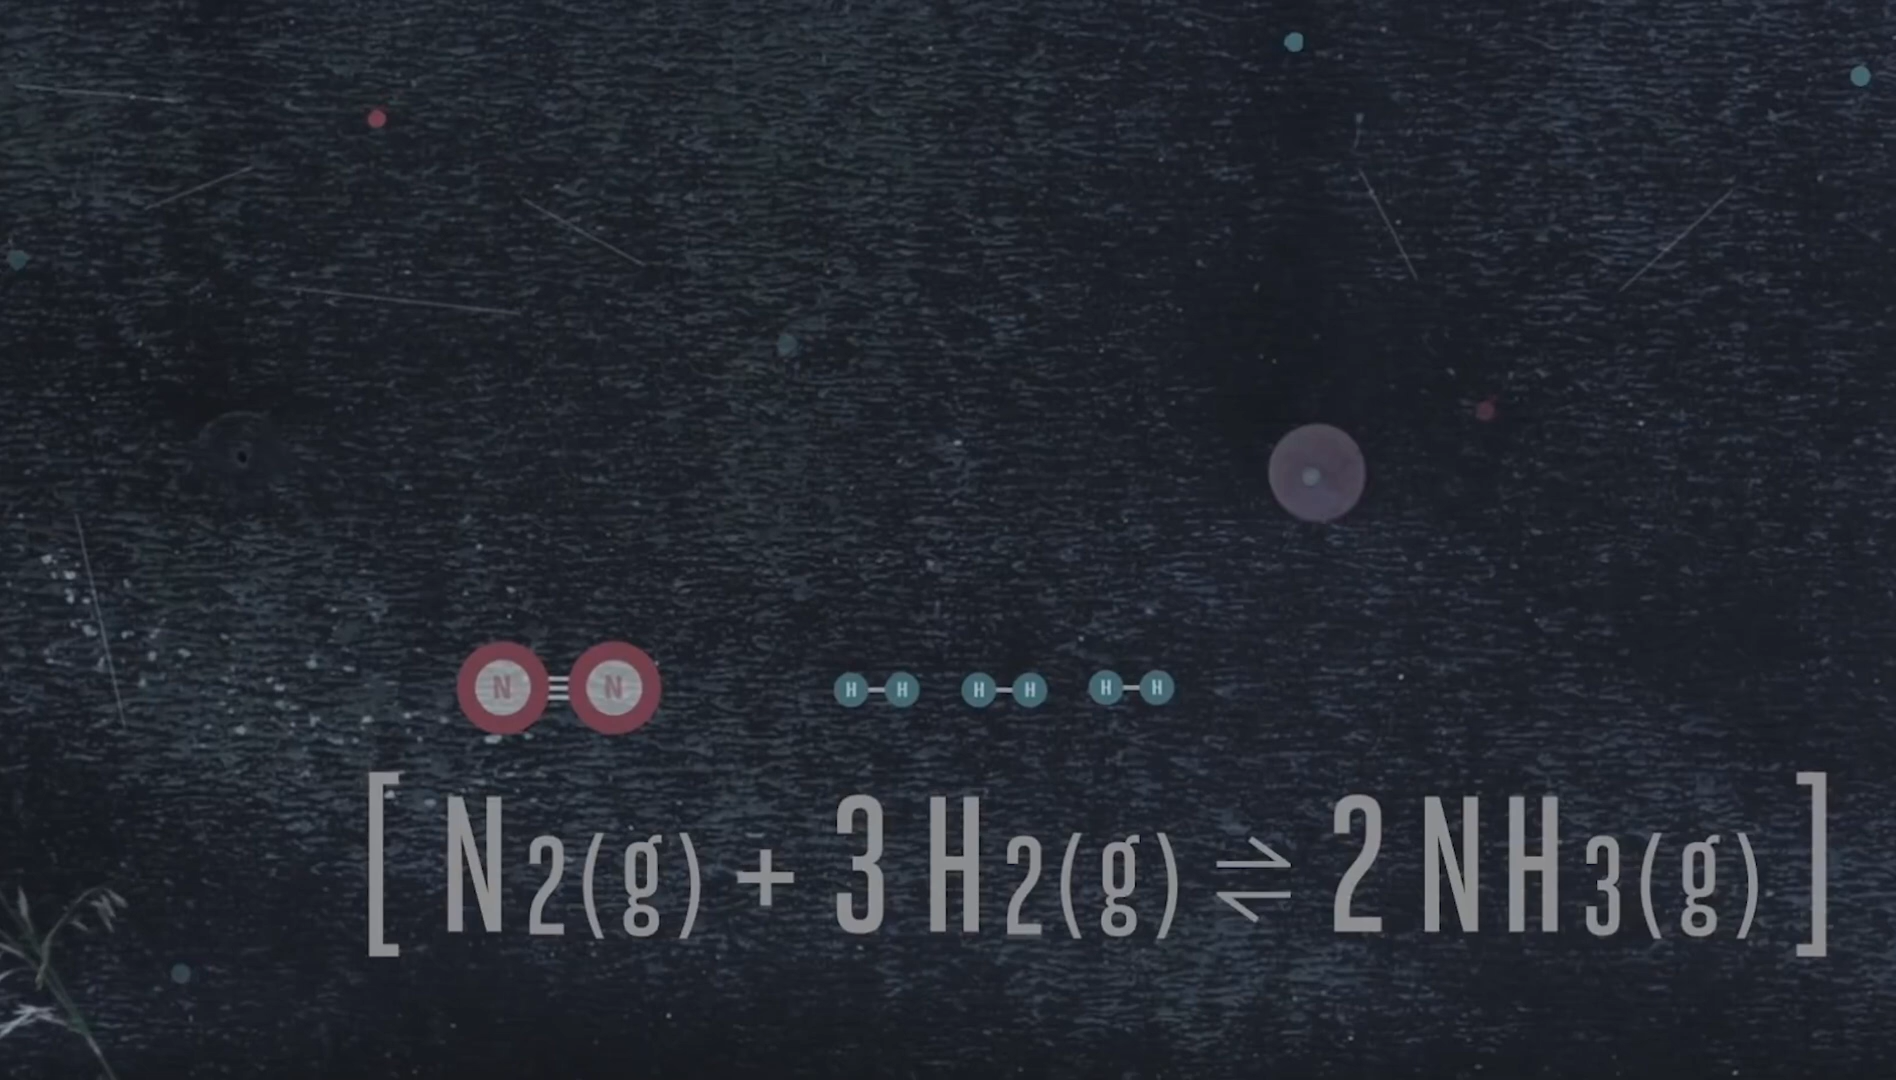 N≡N H-H H-H H-H
[ N2(g) + 3 H2(g) ⇌ 2 NH3(g) ]